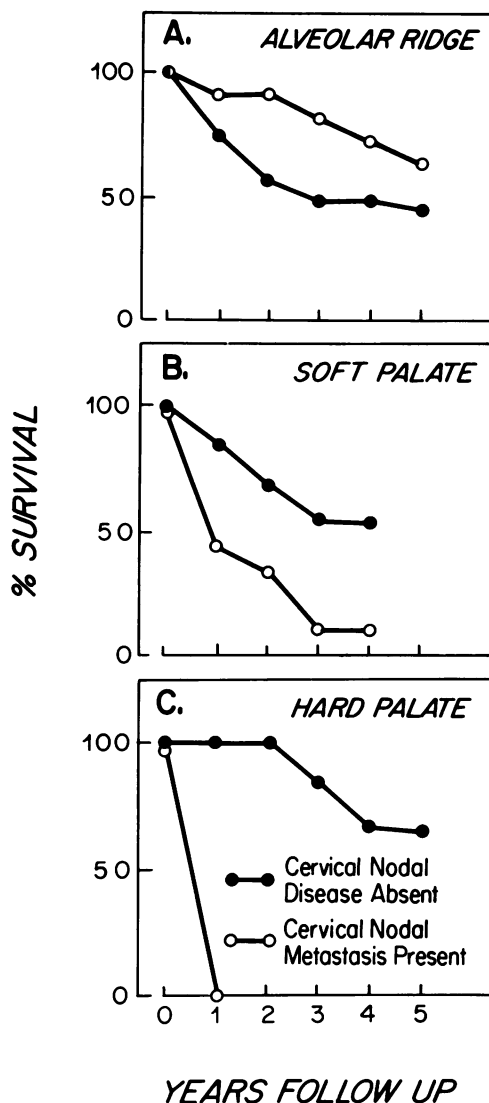 A. ALVEOLAR RIDGE
100
50
0
B. SOFT PALATE
100
50
0
% SURVIVAL
C. HARD PALATE
100
50
0
Cervical Nodal
Disease Absent
Cervical Nodal
Metastasis Present
0 1 2 3 4 5
YEARS FOLLOW UP